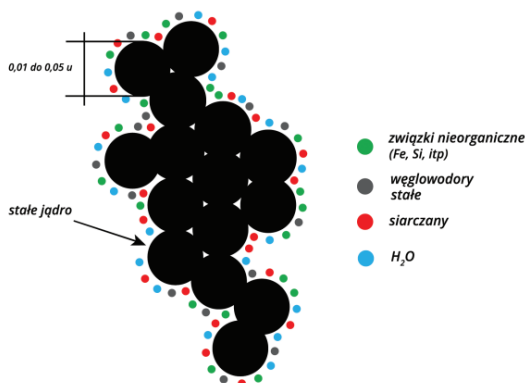 0,01 do 0,05 u
związki nieorganiczne
(Fe, Si, itp)
węglowodory
stałe
stałe jądro
siarczany
H₂O